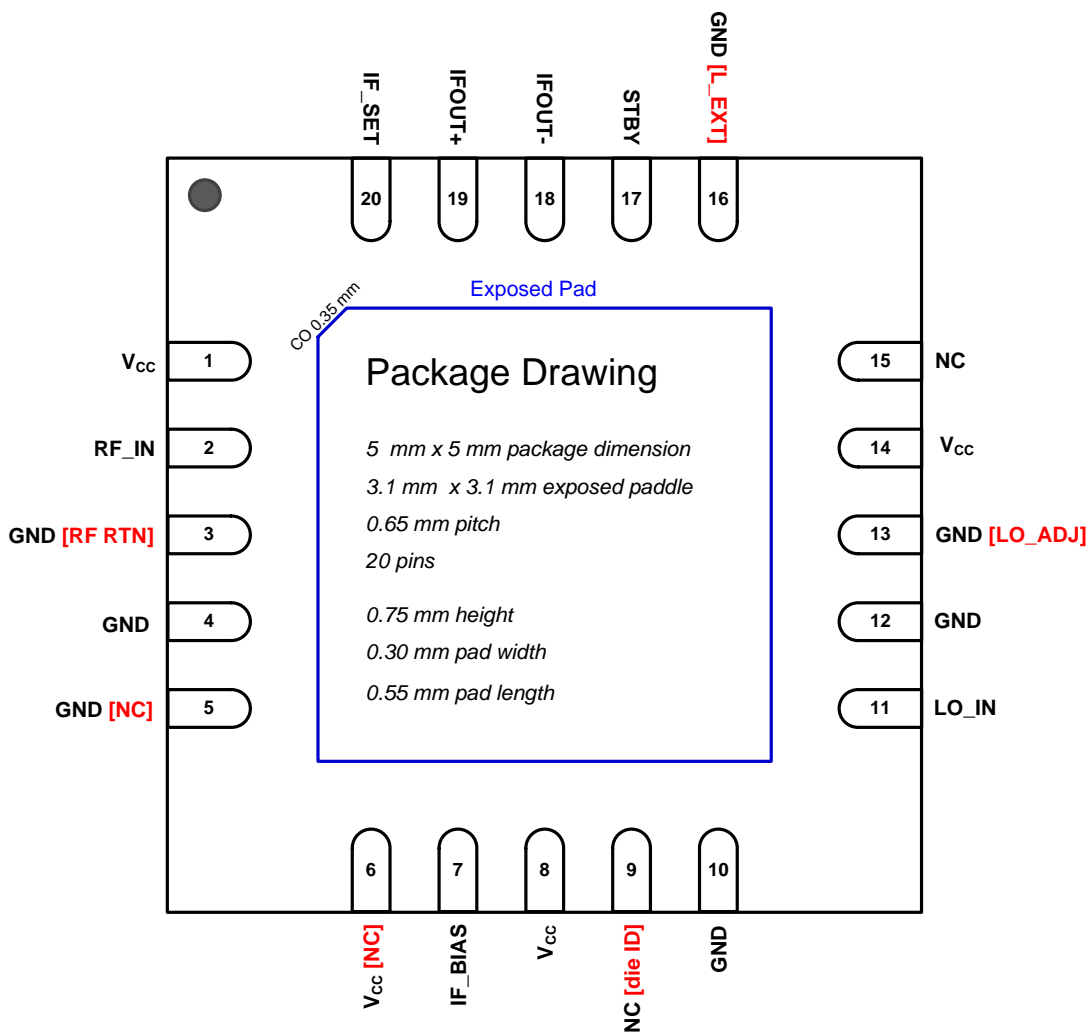 IF_SET
IFOUT+
IFOUT-
STBY
GND [L_EXT]
20
19
18
17
16
Exposed Pad
CO 0.35 mm
Package Drawing
5 mm x 5 mm package dimension
3.1 mm x 3.1 mm exposed paddle
0.65 mm pitch
20 pins
0.75 mm height
0.30 mm pad width
0.55 mm pad length
VCC
1
RF_IN
2
GND [RF RTN]
3
GND
4
GND [NC]
5
15
NC
14
VCC
13
GND [LO_ADJ]
12
GND
11
LO_IN
6
7
8
9
10
VCC [NC]
IF_BIAS
VCC
NC [die ID]
GND